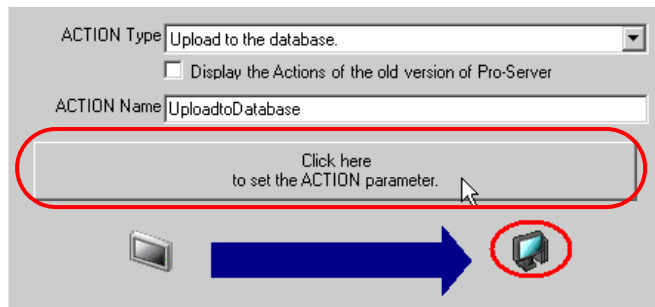 ACTION Type Upload to the database.
Display the Actions of the old version of Pro-Server
ACTION Name UploadtoDatabase
Click here
to set the ACTION parameter.